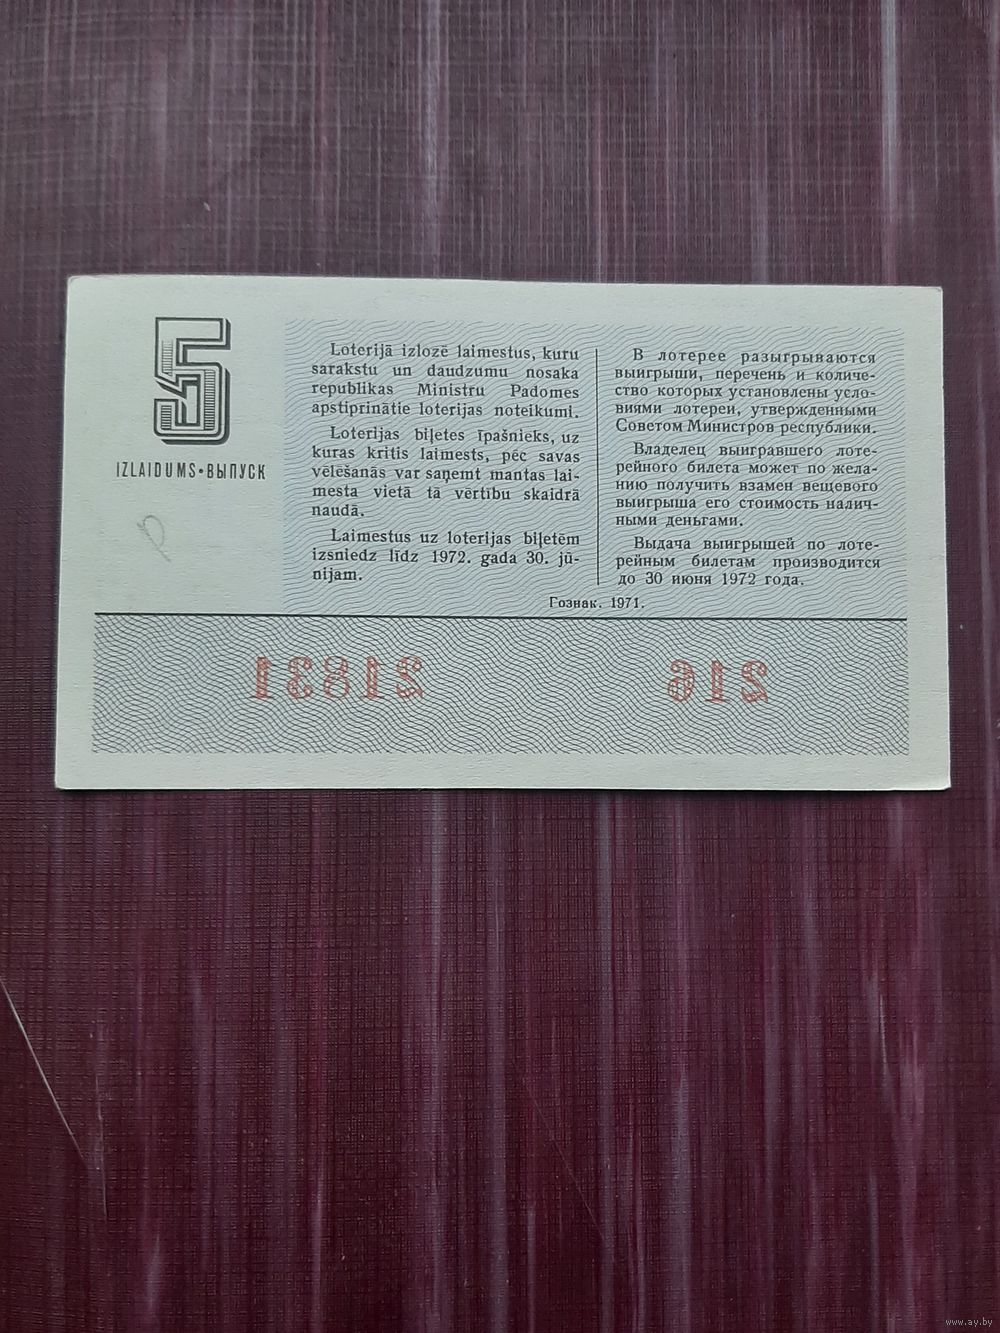 5
IZLAIDUMS•ВЫПУСК
Loterijā izlozē laimestus, kuru
sarakstu un daudzumu nosaka
republikas Ministru Padomes
apstiprinātie loterijas noteikumi.
Loterijas biļetes īpašnieks, uz
kuras kritis laimests, pēc savas
vēlēšanās var saņemt mantas lai-
mesta vietā tā vērtību skaidrā
naudā.
Laimestus uz loterijas biļetēm
izsniedz līdz 1972. gada 30. jū-
nijam.
В лотерее разыгрываются
выигрыши, перечень и количе-
ство которых установлены усло-
виями лотереи, утвержденными
Советом Министров республики.
Владелец выигравшего лоте-
рейного билета может по жела-
нию получить взамен вещевого
выигрыша его стоимость налич-
ными деньгами.
Выдача выигрышей по лоте-
рейным билетам производится
до 30 июня 1972 года.
Гознак. 1971.
216 21831
www.ay.by